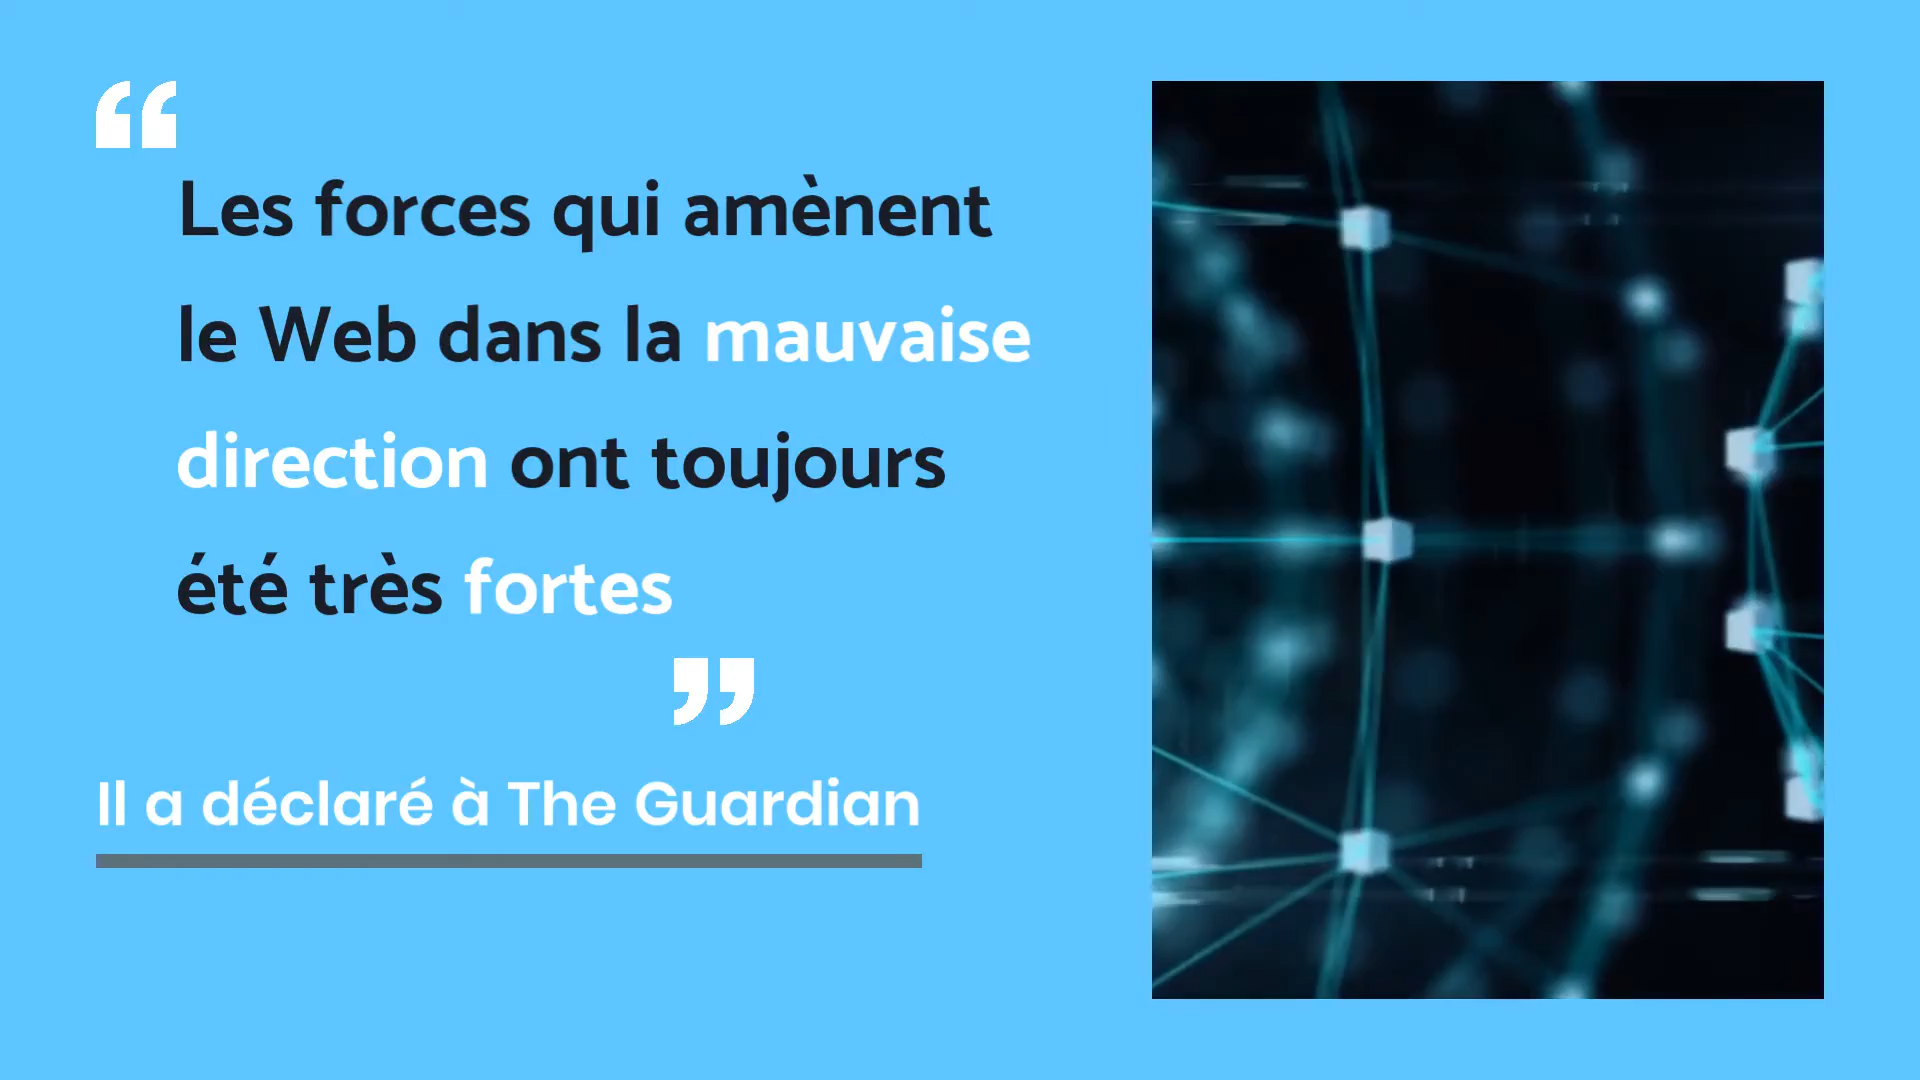 “
Les forces qui amènent
le Web dans la mauvaise
direction ont toujours
été très fortes
”
Il a déclaré à The Guardian